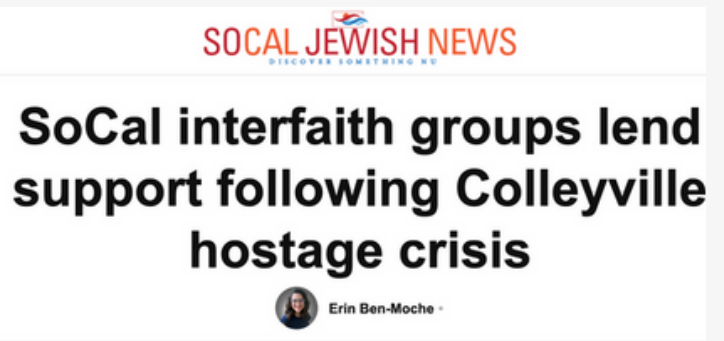 SOCAL JEWISH NEWS
DISCOVER SOMETHING NU
SoCal interfaith groups lend
support following Colleyville
hostage crisis
Erin Ben-Moche